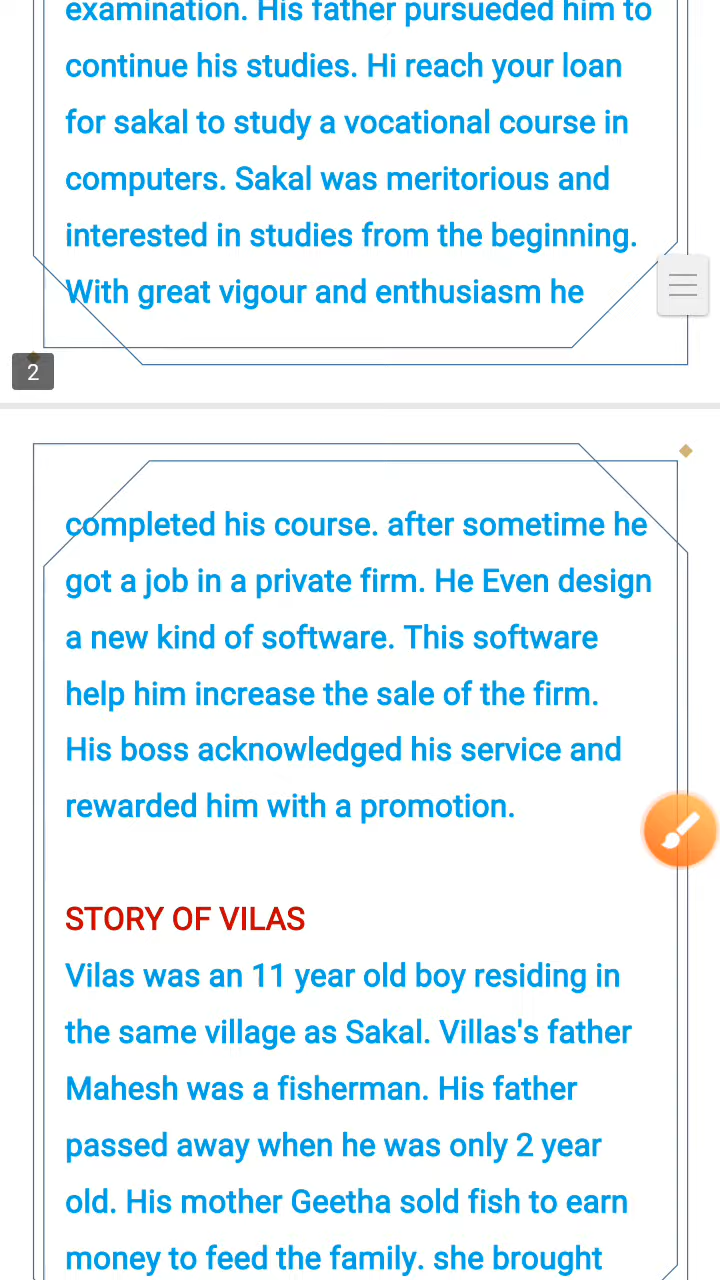 examination. His father pursueded him to
continue his studies. Hi reach your loan
for sakal to study a vocational course in
computers. Sakal was meritorious and
interested in studies from the beginning.
With great vigour and enthusiasm he
2
completed his course. after sometime he
got a job in a private firm. He Even design
a new kind of software. This software
help him increase the sale of the firm.
His boss acknowledged his service and
rewarded him with a promotion.
STORY OF VILAS
Vilas was an 11 year old boy residing in
the same village as Sakal. Villas's father
Mahesh was a fisherman. His father
passed away when he was only 2 year
old. His mother Geetha sold fish to earn
money to feed the family. she brought